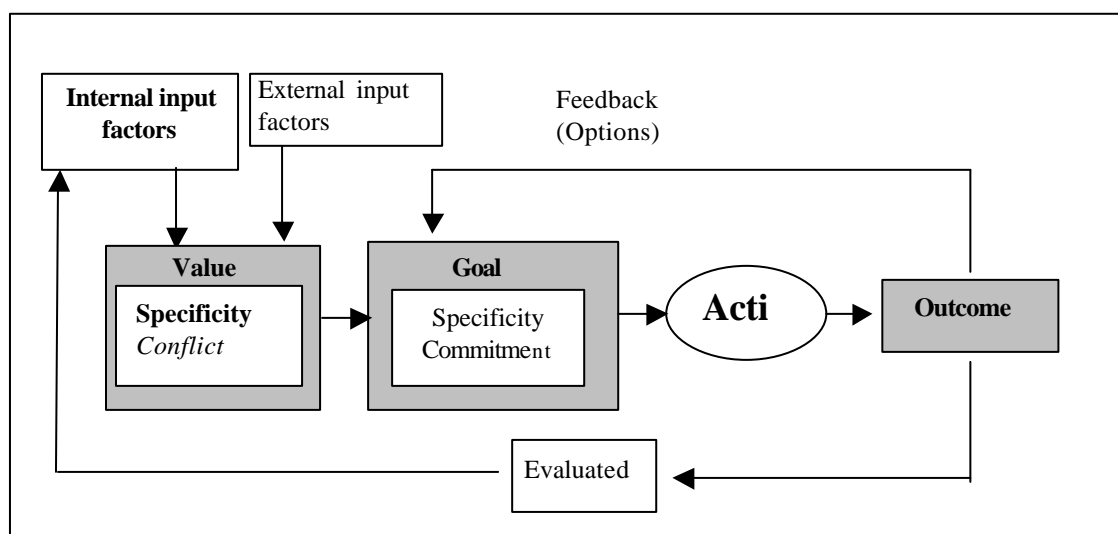 Internal input
factors
External input
factors
Feedback
(Options)
Value
Specificity
Conflict
Goal
Specificity
Commitment
Acti
Outcome
Evaluated